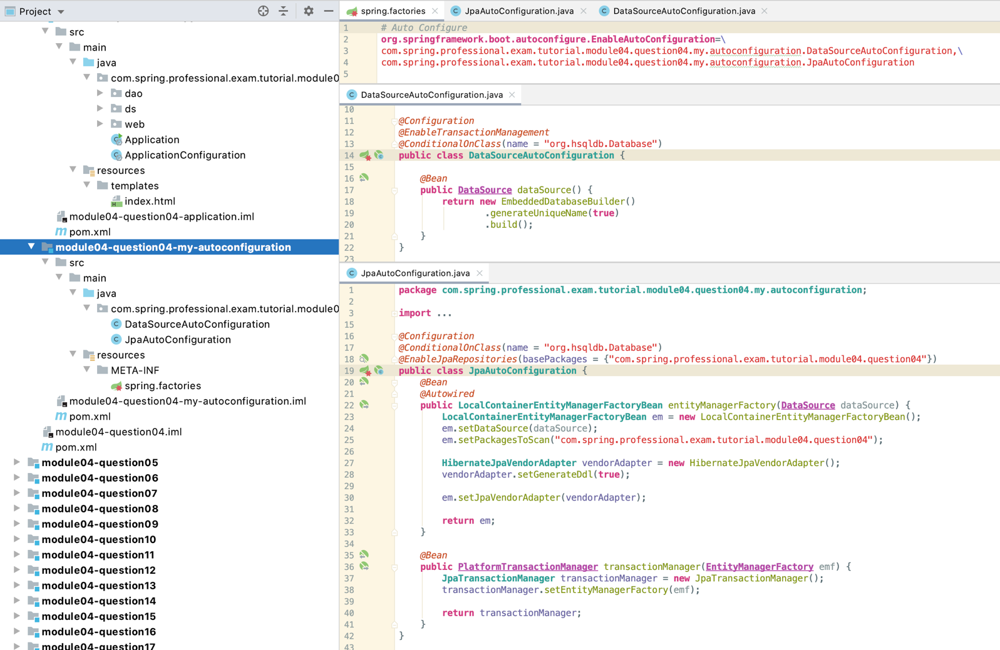 Project
src
main
java
com.spring.professional.exam.tutorial.module0
dao
ds
web
Application
ApplicationConfiguration
resources
templates
index.html
module04-question04-application.iml
pom.xml
module04-question04-my-autoconfiguration
src
main
java
com.spring.professional.exam.tutorial.module0
DataSourceAutoConfiguration
JpaAutoConfiguration
resources
META-INF
spring.factories
module04-question04-my-autoconfiguration.iml
pom.xml
module04-question04.iml
pom.xml
module04-question05
module04-question06
module04-question07
module04-question08
module04-question09
module04-question10
module04-question11
module04-question12
module04-question13
module04-question14
module04-question15
module04-question16
module04-question17
spring.factories JpaAutoConfiguration.java DataSourceAutoConfiguration.java
1 # Auto Configure
2 org.springframework.boot.autoconfigure.EnableAutoConfiguration=\
3 com.spring.professional.exam.tutorial.module04.question04.my.autoconfiguration.DataSourceAutoConfiguration,\
4 com.spring.professional.exam.tutorial.module04.question04.my.autoconfiguration.JpaAutoConfiguration
5
DataSourceAutoConfiguration.java
10
11 @Configuration
12 @EnableTransactionManagement
13 @ConditionalOnClass(name = "org.hsqldb.Database")
14 public class DataSourceAutoConfiguration {
15
16 @Bean
17 public DataSource dataSource() {
18 return new EmbeddedDatabaseBuilder()
19 .generateUniqueName(true)
20 .build();
21 }
22 }
23
JpaAutoConfiguration.java
1 package com.spring.professional.exam.tutorial.module04.question04.my.autoconfiguration;
2
3 import ...
15
16 @Configuration
17 @ConditionalOnClass(name = "org.hsqldb.Database")
18 @EnableJpaRepositories(basePackages = {"com.spring.professional.exam.tutorial.module04.question04"})
19 public class JpaAutoConfiguration {
20 @Bean
21 @Autowired
22 public LocalContainerEntityManagerFactoryBean entityManagerFactory(DataSource dataSource) {
23 LocalContainerEntityManagerFactoryBean em = new LocalContainerEntityManagerFactoryBean();
24 em.setDataSource(dataSource);
25 em.setPackagesToScan("com.spring.professional.exam.tutorial.module04.question04");
26
27 HibernateJpaVendorAdapter vendorAdapter = new HibernateJpaVendorAdapter();
28 vendorAdapter.setGenerateDdl(true);
29
30 em.setJpaVendorAdapter(vendorAdapter);
31
32 return em;
33 }
34
35 @Bean
36 public PlatformTransactionManager transactionManager(EntityManagerFactory emf) {
37 JpaTransactionManager transactionManager = new JpaTransactionManager();
38 transactionManager.setEntityManagerFactory(emf);
39
40 return transactionManager;
41 }
42 }
43